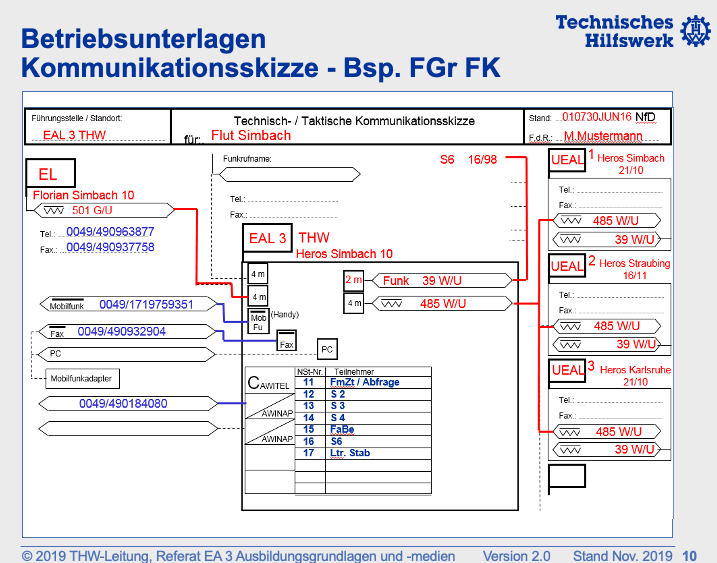 Betriebsunterlagen
Kommunikationsskizze - Bsp. FGr FK
Technisches
Hilfswerk
Führungsstelle / Standort:
EAL 3 THW
Technisch- / Taktische Kommunikationsskizze
für: Flut Simbach
Stand: 010730JUN16 NfD
F.d.R.: M.Mustermann
EL
Florian Simbach 10
501 G/U
Tel.: 0049/490963877
Fax.: 0049/490937758
Funkrufname:
Tel.:
Fax.:
S6 16/98
EAL 3 THW
Heros Simbach 10
4 m
4 m
Mob
Fu
(Handy)
Fax
PC
2 m
Funk 39 W/U
4 m
485 W/U
Mobilfunk 0049/1719759351
Fax 0049/490932904
PC
Mobilfunkadapter
0049/490184080
CAWITEL
AWINAP
AWINAP
NSt-Nr. Teilnehmer
11 FmZt / Abfrage
12 S 2
13 S 3
14 S 4
15 FaBe
16 S6
17 Ltr. Stab
UEAL 1 Heros Simbach
21/10
Tel.:
Fax.:
485 W/U
39 W/U
UEAL 2 Heros Straubing
16/11
Tel.:
Fax.:
485 W/U
39 W/U
UEAL 3 Heros Karlsruhe
21/10
Tel.:
Fax.:
485 W/U
39 W/U
© 2019 THW-Leitung, Referat EA 3 Ausbildungsgrundlagen und -medien Version 2.0 Stand Nov. 2019 10